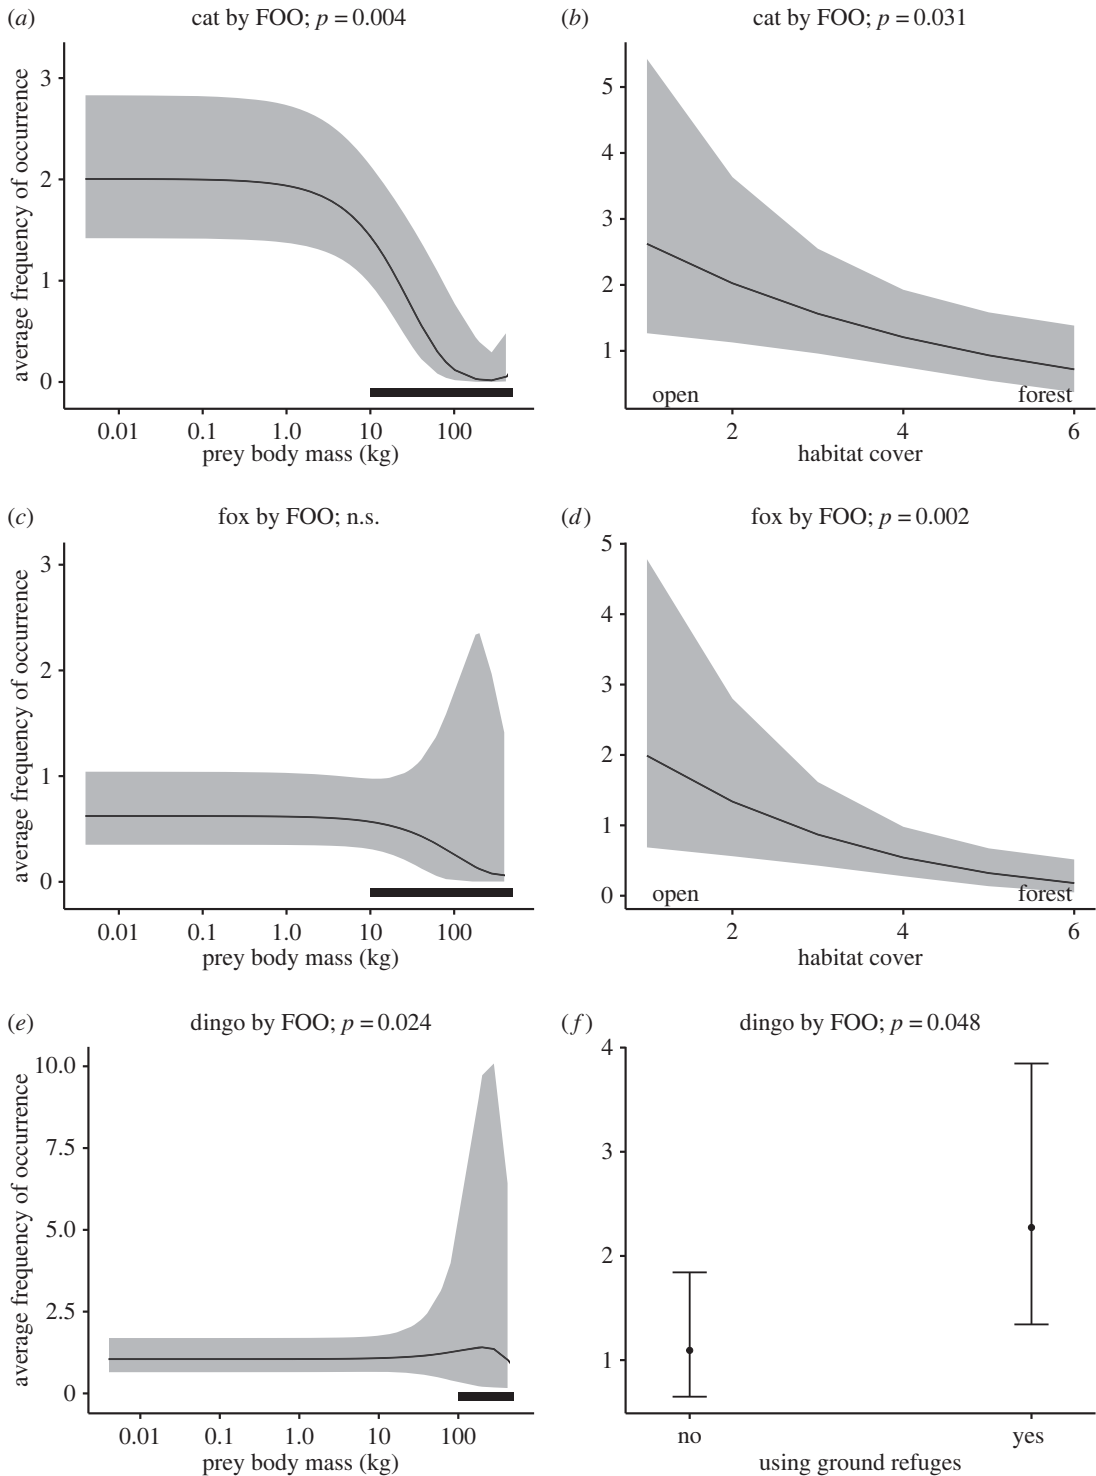 (a) cat by FOO; p = 0.004
average frequency of occurrence
3
2
1
0
0.01 0.1 1.0 10 100
prey body mass (kg)
(b) cat by FOO; p = 0.031
5
4
3
2
1
open forest
2 4 6
habitat cover
(c) fox by FOO; n.s.
average frequency of occurrence
3
2
1
0
0.01 0.1 1.0 10 100
prey body mass (kg)
(d) fox by FOO; p = 0.002
5
4
3
2
1
0
open forest
2 4 6
habitat cover
(e) dingo by FOO; p = 0.024
average frequency of occurrence
10.0
7.5
5.0
2.5
0
0.01 0.1 1.0 10 100
prey body mass (kg)
(f) dingo by FOO; p = 0.048
4
3
2
1
no yes
using ground refuges